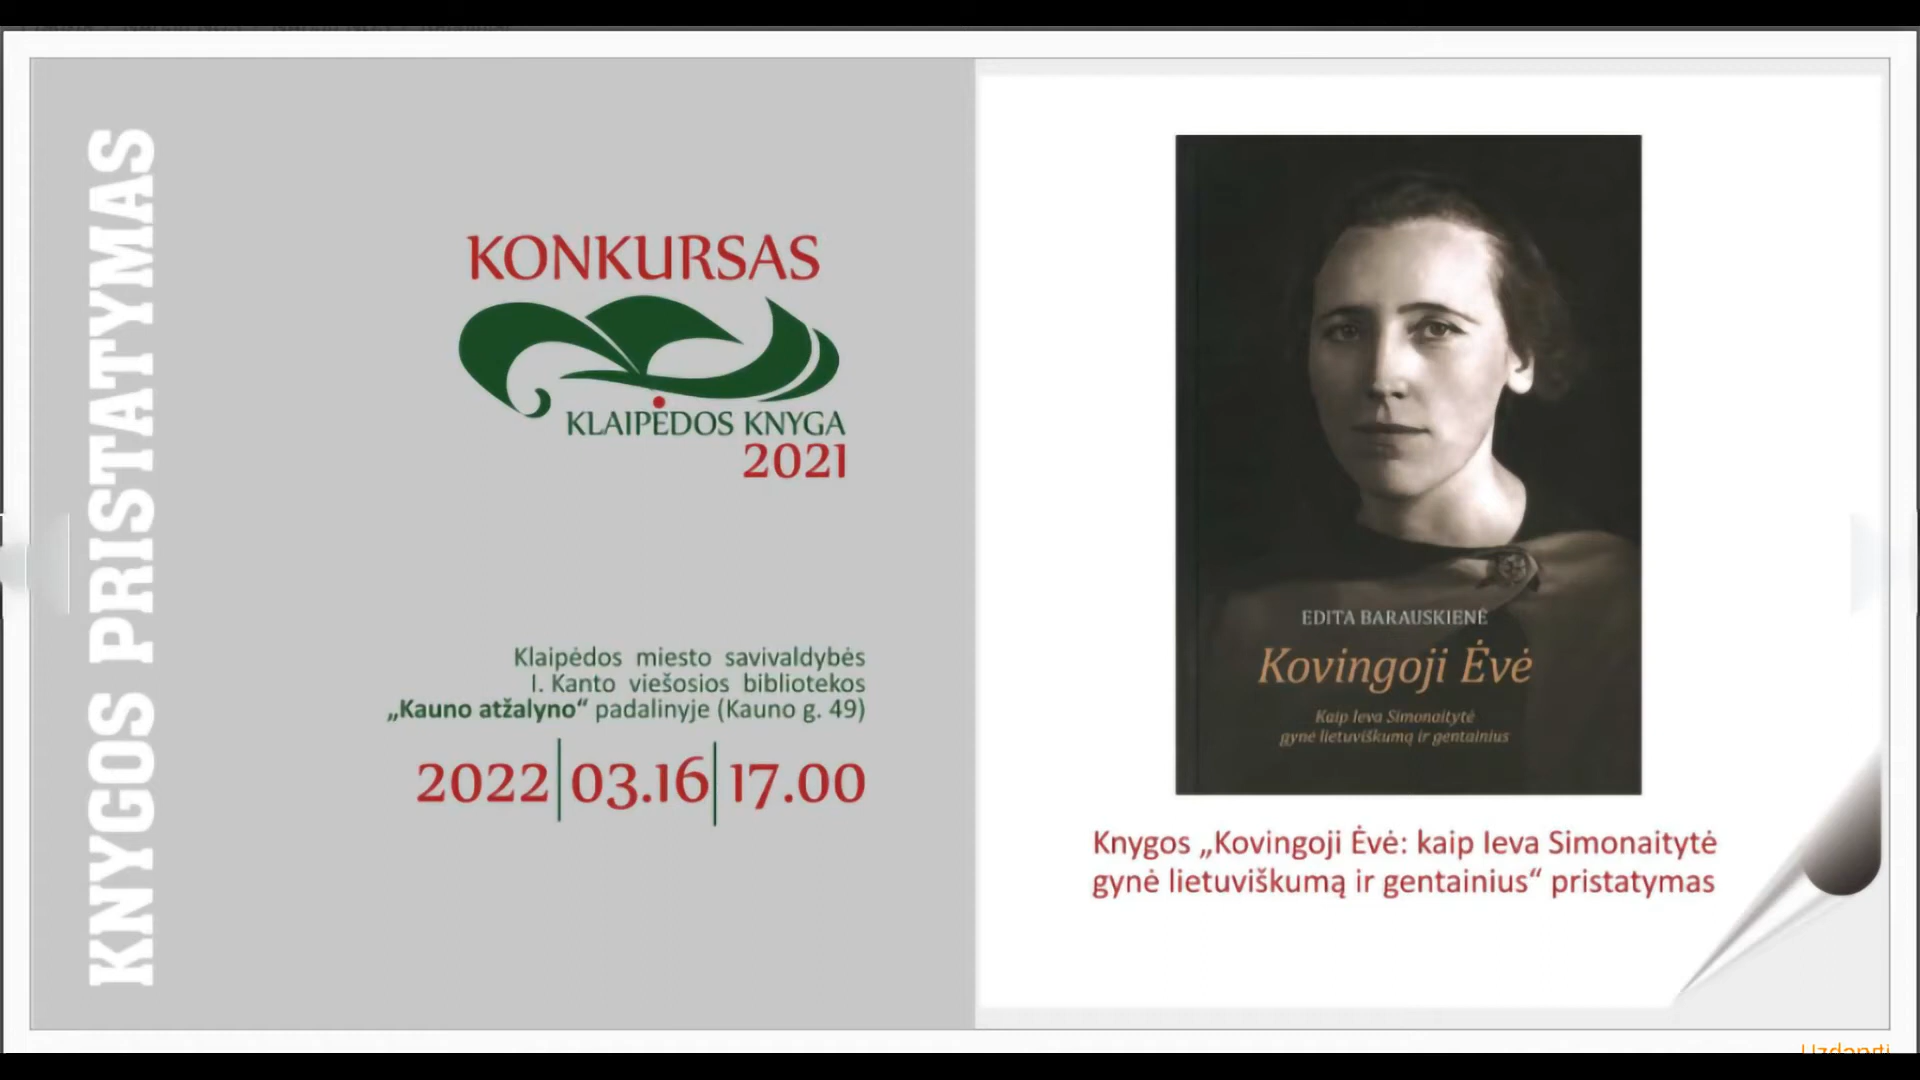 KNYGOS PRISTATYMAS
KONKURSAS
KLAIPĖDOS KNYGA
2021
Klaipėdos miesto savivaldybės
I. Kanto viešosios bibliotekos
„Kauno atžalyno“ padalinyje (Kauno g. 49)
2022 03.16 17.00
EDITA BARAUSKIENĖ
Kovingoji Ėvė
Kaip Ieva Simonaitytė
gynė lietuviškumą ir gentainius
Knygos „Kovingoji Ėvė: kaip Ieva Simonaitytė
gynė lietuviškumą ir gentainius“ pristatymas